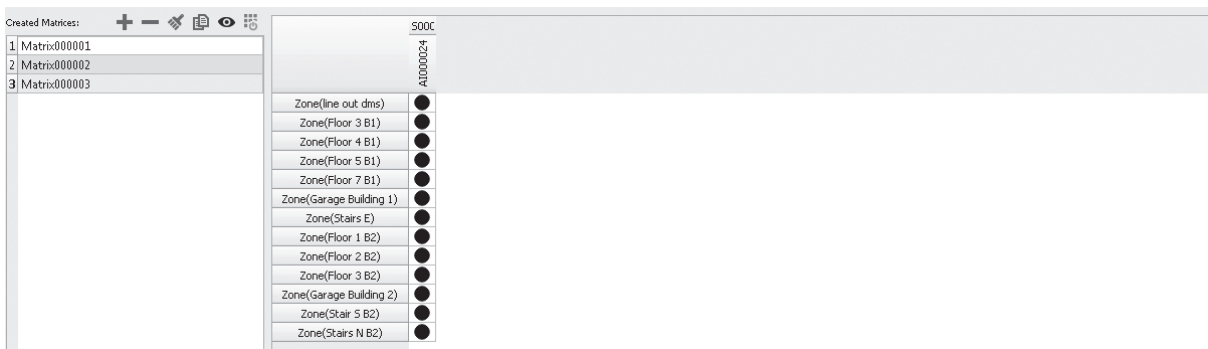 Created Matrices:
1 Matrix000001
2 Matrix000002
3 Matrix000003
S000
AI000024
Zone(line out dms)
Zone(Floor 3 B1)
Zone(Floor 4 B1)
Zone(Floor 5 B1)
Zone(Floor 7 B1)
Zone(Garage Building 1)
Zone(Stairs E)
Zone(Floor 1 B2)
Zone(Floor 2 B2)
Zone(Floor 3 B2)
Zone(Garage Building 2)
Zone(Stair S B2)
Zone(Stairs N B2)